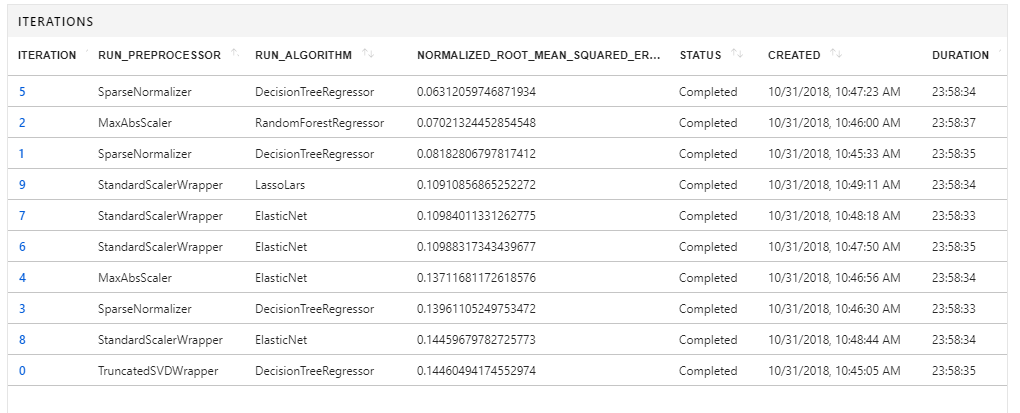 ITERATIONS
ITERATION RUN_PREPROCESSOR RUN_ALGORITHM NORMALIZED_ROOT_MEAN_SQUARED_ER... STATUS CREATED DURATION
5 SparseNormalizer DecisionTreeRegressor 0.06312059746871934 Completed 10/31/2018, 10:47:23 AM 23:58:34
2 MaxAbsScaler RandomForestRegressor 0.07021324452854548 Completed 10/31/2018, 10:46:00 AM 23:58:37
1 SparseNormalizer DecisionTreeRegressor 0.08182806797817412 Completed 10/31/2018, 10:45:33 AM 23:58:35
9 StandardScalerWrapper LassoLars 0.10910856865252272 Completed 10/31/2018, 10:49:11 AM 23:58:34
7 StandardScalerWrapper ElasticNet 0.10984011331262775 Completed 10/31/2018, 10:48:18 AM 23:58:33
6 StandardScalerWrapper ElasticNet 0.10988317343439677 Completed 10/31/2018, 10:47:50 AM 23:58:35
4 MaxAbsScaler ElasticNet 0.13711681172618576 Completed 10/31/2018, 10:46:56 AM 23:58:34
3 SparseNormalizer DecisionTreeRegressor 0.13961105249753472 Completed 10/31/2018, 10:46:30 AM 23:58:33
8 StandardScalerWrapper ElasticNet 0.14459679782725773 Completed 10/31/2018, 10:48:44 AM 23:58:34
0 TruncatedSVDWrapper DecisionTreeRegressor 0.14460494174552974 Completed 10/31/2018, 10:45:05 AM 23:58:35